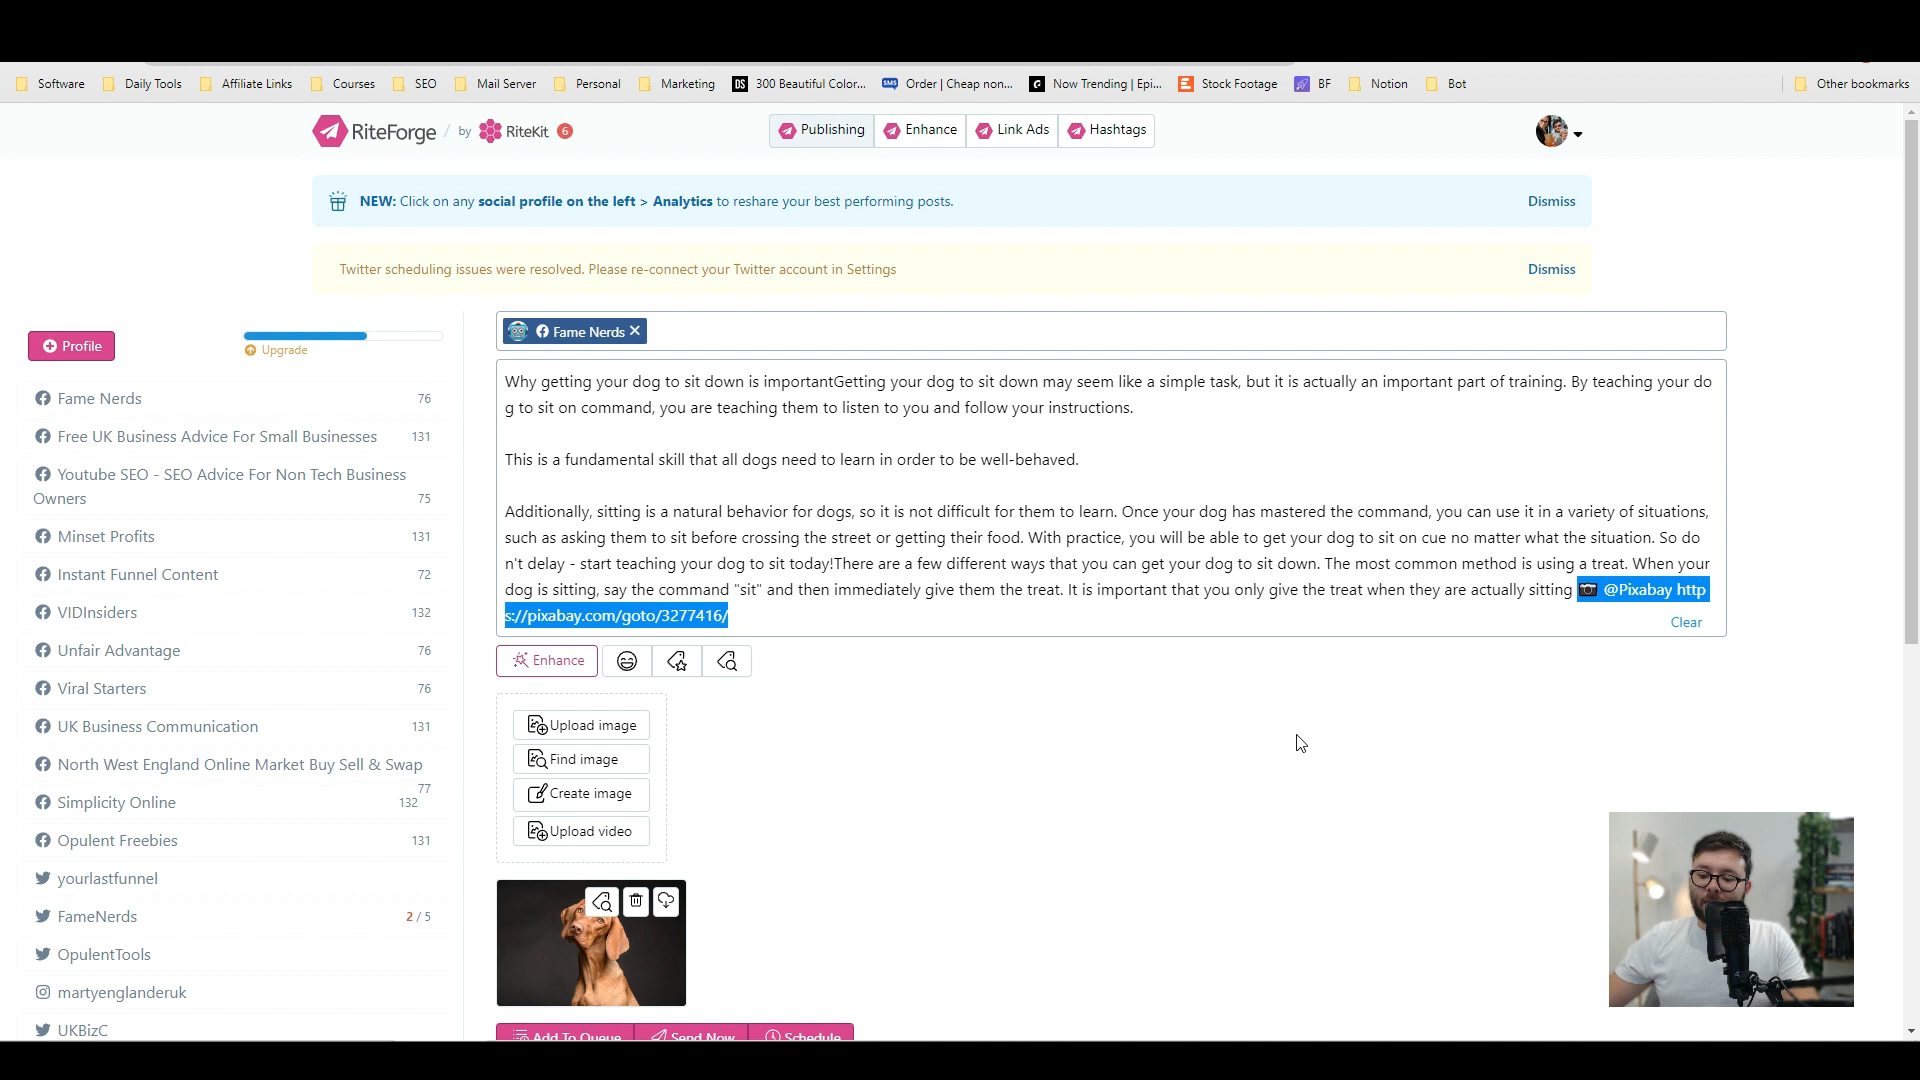 Software Daily Tools Affiliate Links Courses SEO Mail Server Personal Marketing 300 Beautiful Color... Order | Cheap non... Now Trending | Epi... Stock Footage BF Notion Bot Other bookmarks
RiteForge / by RiteKit 6 Publishing Enhance Link Ads Hashtags
NEW: Click on any social profile on the left > Analytics to reshare your best performing posts. Dismiss
Twitter scheduling issues were resolved. Please re-connect your Twitter account in Settings Dismiss
Profile
Upgrade
Fame Nerds 76
Free UK Business Advice For Small Businesses 131
Youtube SEO - SEO Advice For Non Tech Business
Owners 75
Minset Profits 131
Instant Funnel Content 72
VIDInsiders 132
Unfair Advantage 76
Viral Starters 76
UK Business Communication 131
North West England Online Market Buy Sell & Swap
77
Simplicity Online 132
Opulent Freebies 131
yourlastfunnel
FameNerds 2 / 5
OpulentTools
martyenglanderuk
UKBizC
Fame Nerds
Why getting your dog to sit down is importantGetting your dog to sit down may seem like a simple task, but it is actually an important part of training. By teaching your do
g to sit on command, you are teaching them to listen to you and follow your instructions.
This is a fundamental skill that all dogs need to learn in order to be well-behaved.
Additionally, sitting is a natural behavior for dogs, so it is not difficult for them to learn. Once your dog has mastered the command, you can use it in a variety of situations,
such as asking them to sit before crossing the street or getting their food. With practice, you will be able to get your dog to sit on cue no matter what the situation. So do
n't delay - start teaching your dog to sit today!There are a few different ways that you can get your dog to sit down. The most common method is using a treat. When your
dog is sitting, say the command "sit" and then immediately give them the treat. It is important that you only give the treat when they are actually sitting 📷 @Pixabay http
s://pixabay.com/goto/3277416/
Clear
Enhance
Upload image
Find image
Create image
Upload video
Add To Queue Send Now Schedule